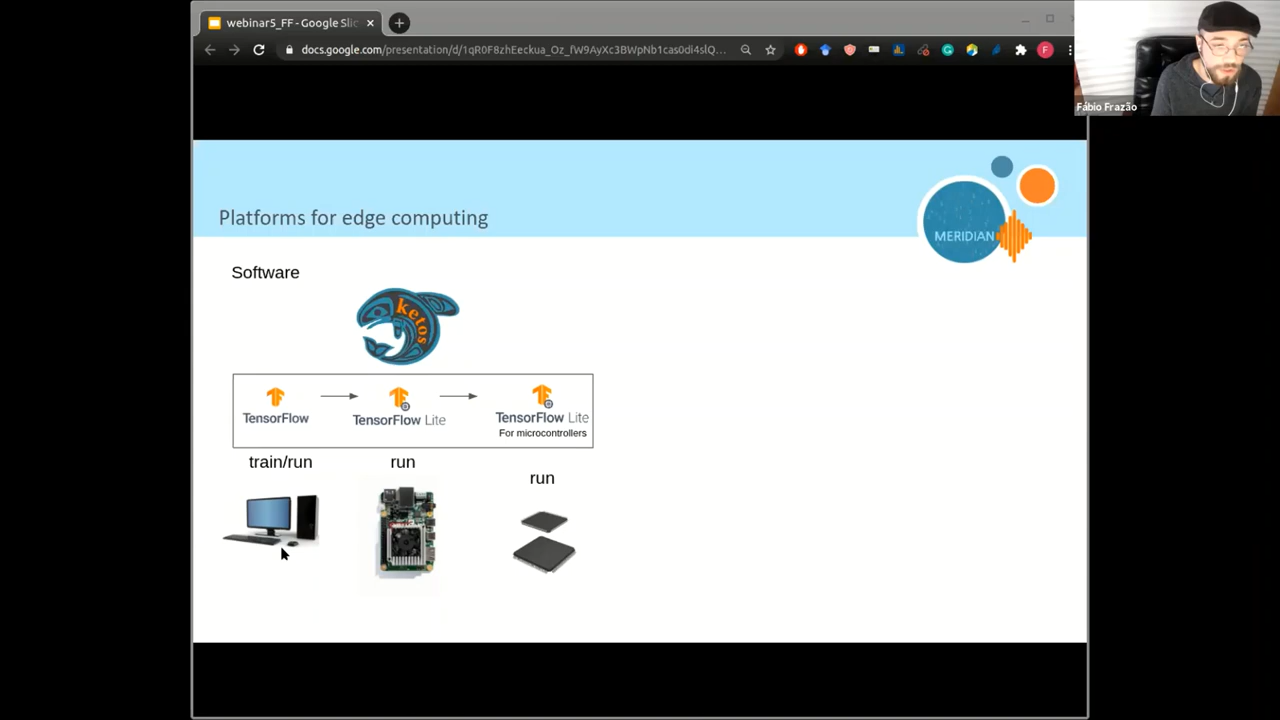 webinar5_FF - Google Slic
docs.google.com/presentation/d/1qR0F8zhEeckua_Oz_fW9AyXc3BWpNb1cas0di4slQ...
F
Fábio Frazão
Platforms for edge computing
MERIDIAN
Software
ketos
TensorFlow
TensorFlow Lite
TensorFlow Lite
For microcontrollers
train/run
run
run